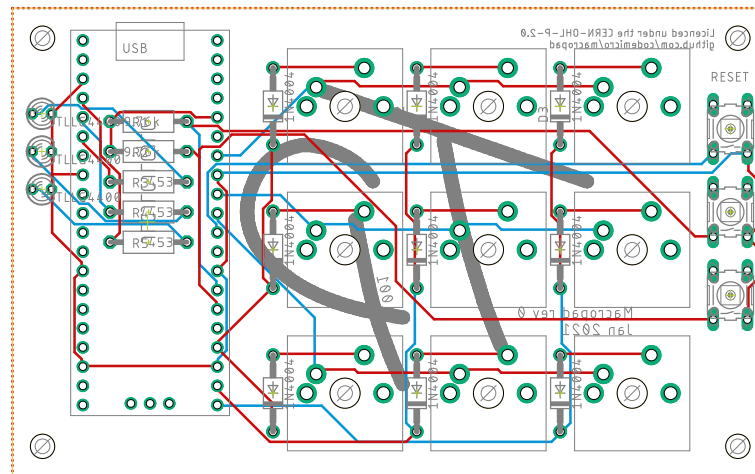 Licenced under the CERN-OHL-P-2.0
github.com/codemicro/macropad
USB
RESET
1N4004
1N4004
1N4004
D3
1N4004
1N4004
1N4004
100
Macropad rev 0
Jan 2021
1N4004
1N4004
1N4004